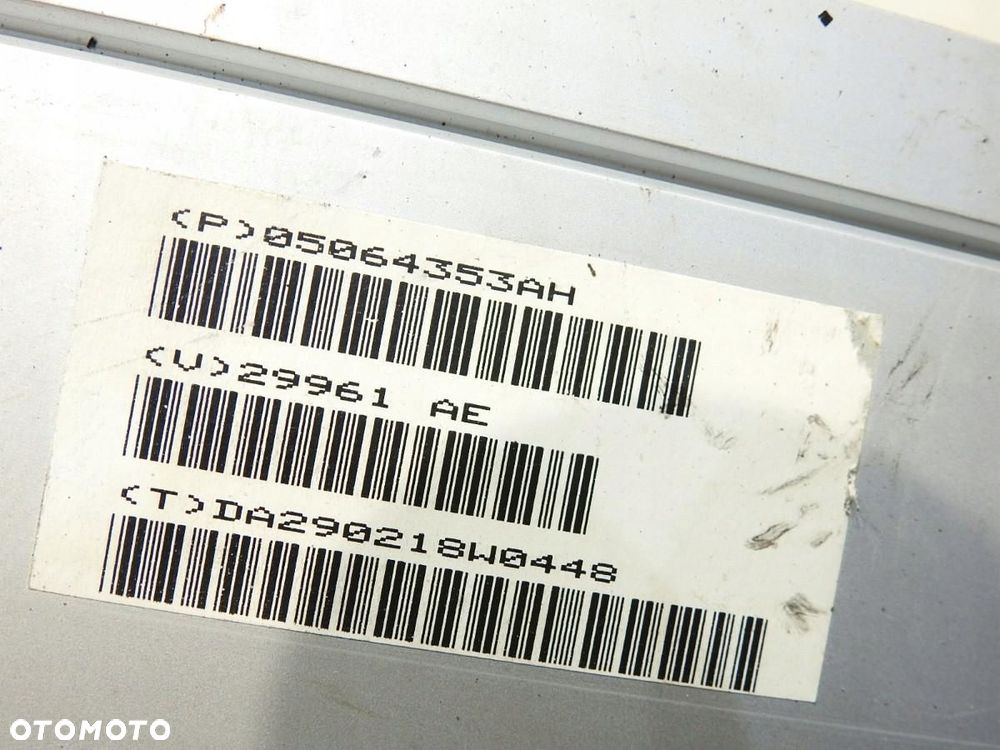 (P)05064353AH
(V)29961 AE
(T)DA290218W0448
OTOMOTO